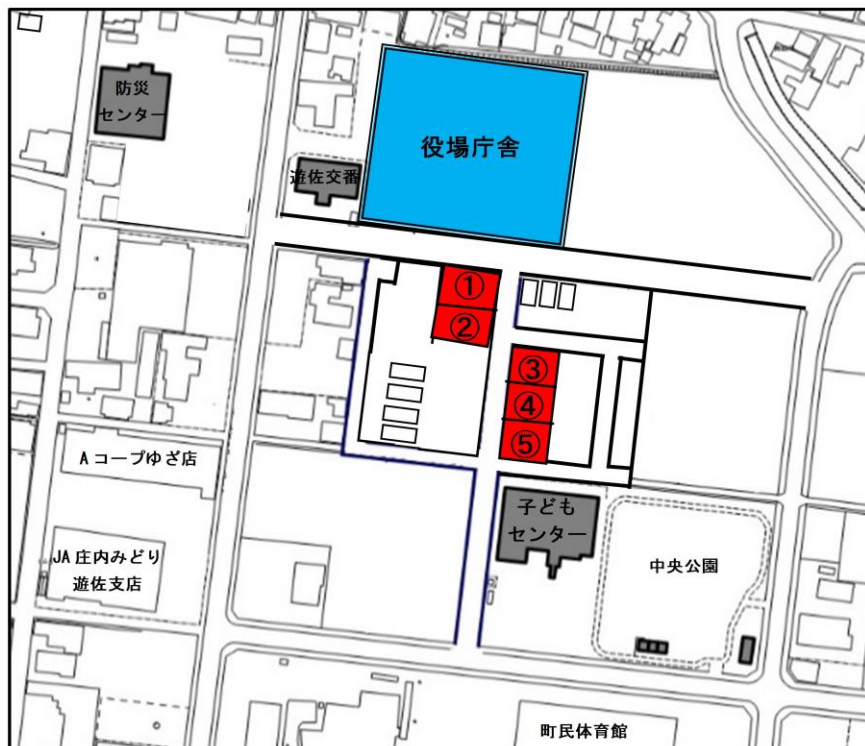 防災
センター
役場庁舎
遊佐交番
①
②
③
④
⑤
Aコープゆざ店
子ども
センター
JA庄内みどり
遊佐支店
中央公園
町民体育館